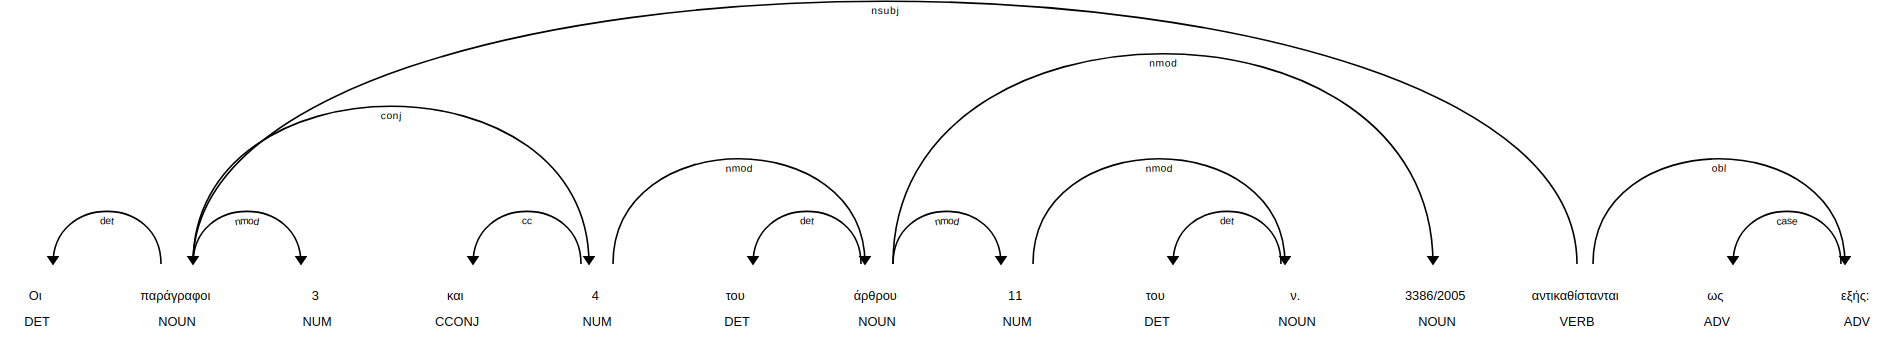 nsubj
nmod
conj
nmod nmod obl
det nmod cc det nmod det case
Οι παράγραφοι 3 και 4 του άρθρου 11 του ν. 3386/2005 αντικαθίστανται ως εξής:
DET NOUN NUM CCONJ NUM DET NOUN NUM DET NOUN NOUN VERB ADV ADV